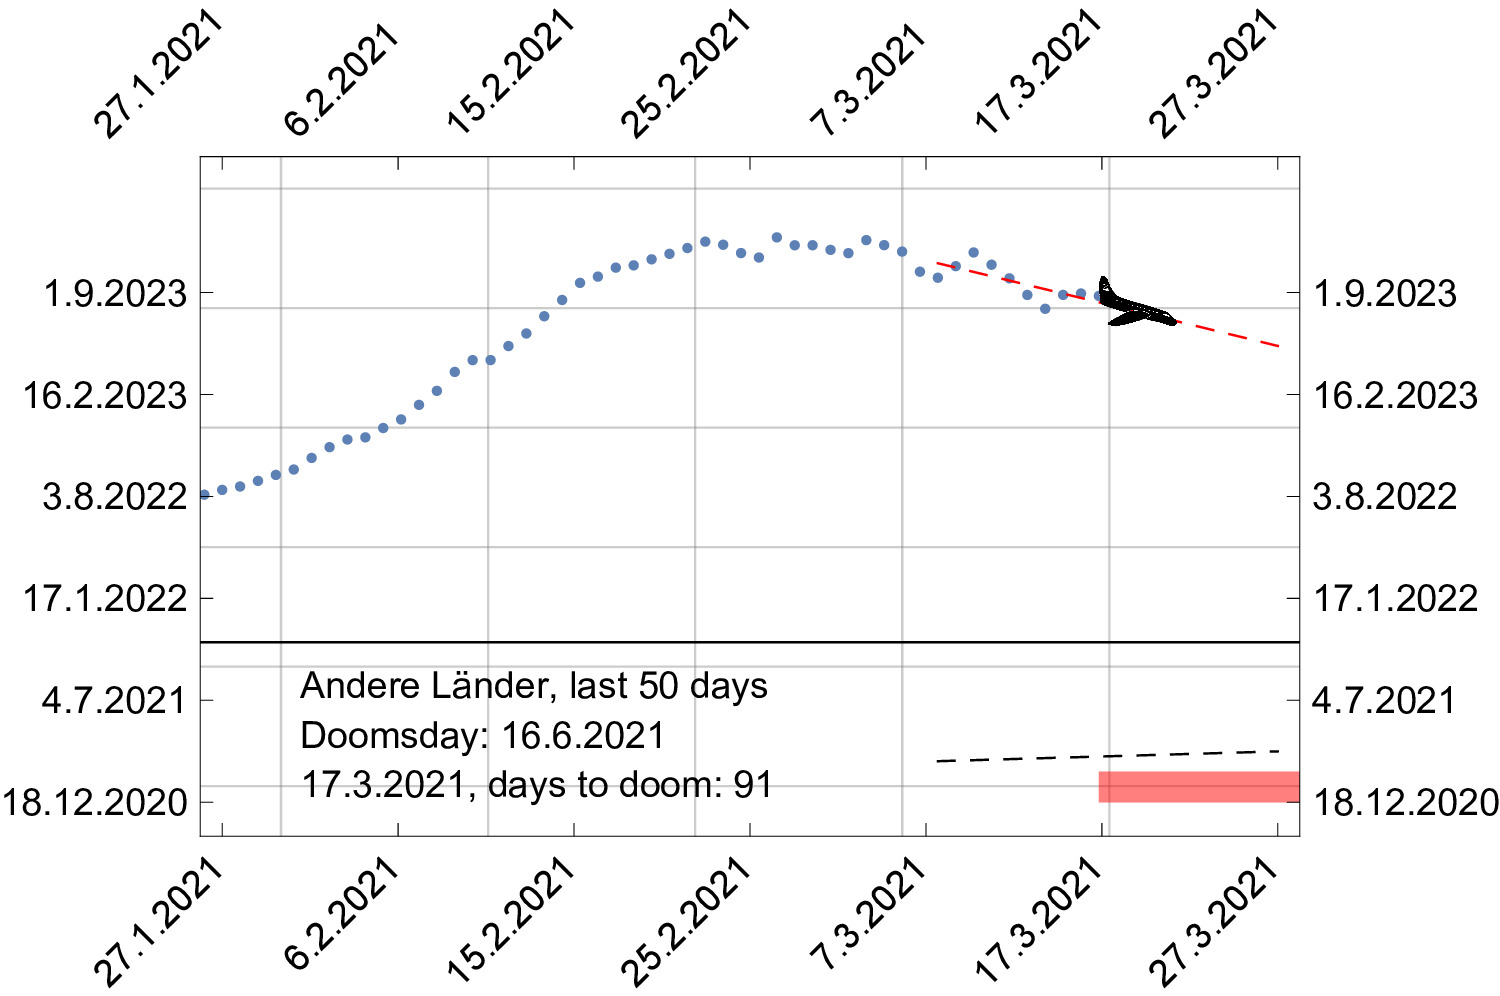 27.1.2021 6.2.2021 15.2.2021 25.2.2021 7.3.2021 17.3.2021 27.3.2021
1.9.2023 1.9.2023
16.2.2023 16.2.2023
3.8.2022 3.8.2022
17.1.2022 17.1.2022
Andere Länder, last 50 days
4.7.2021 4.7.2021
Doomsday: 16.6.2021
17.3.2021, days to doom: 91
18.12.2020 18.12.2020
27.1.2021 6.2.2021 15.2.2021 25.2.2021 7.3.2021 17.3.2021 27.3.2021